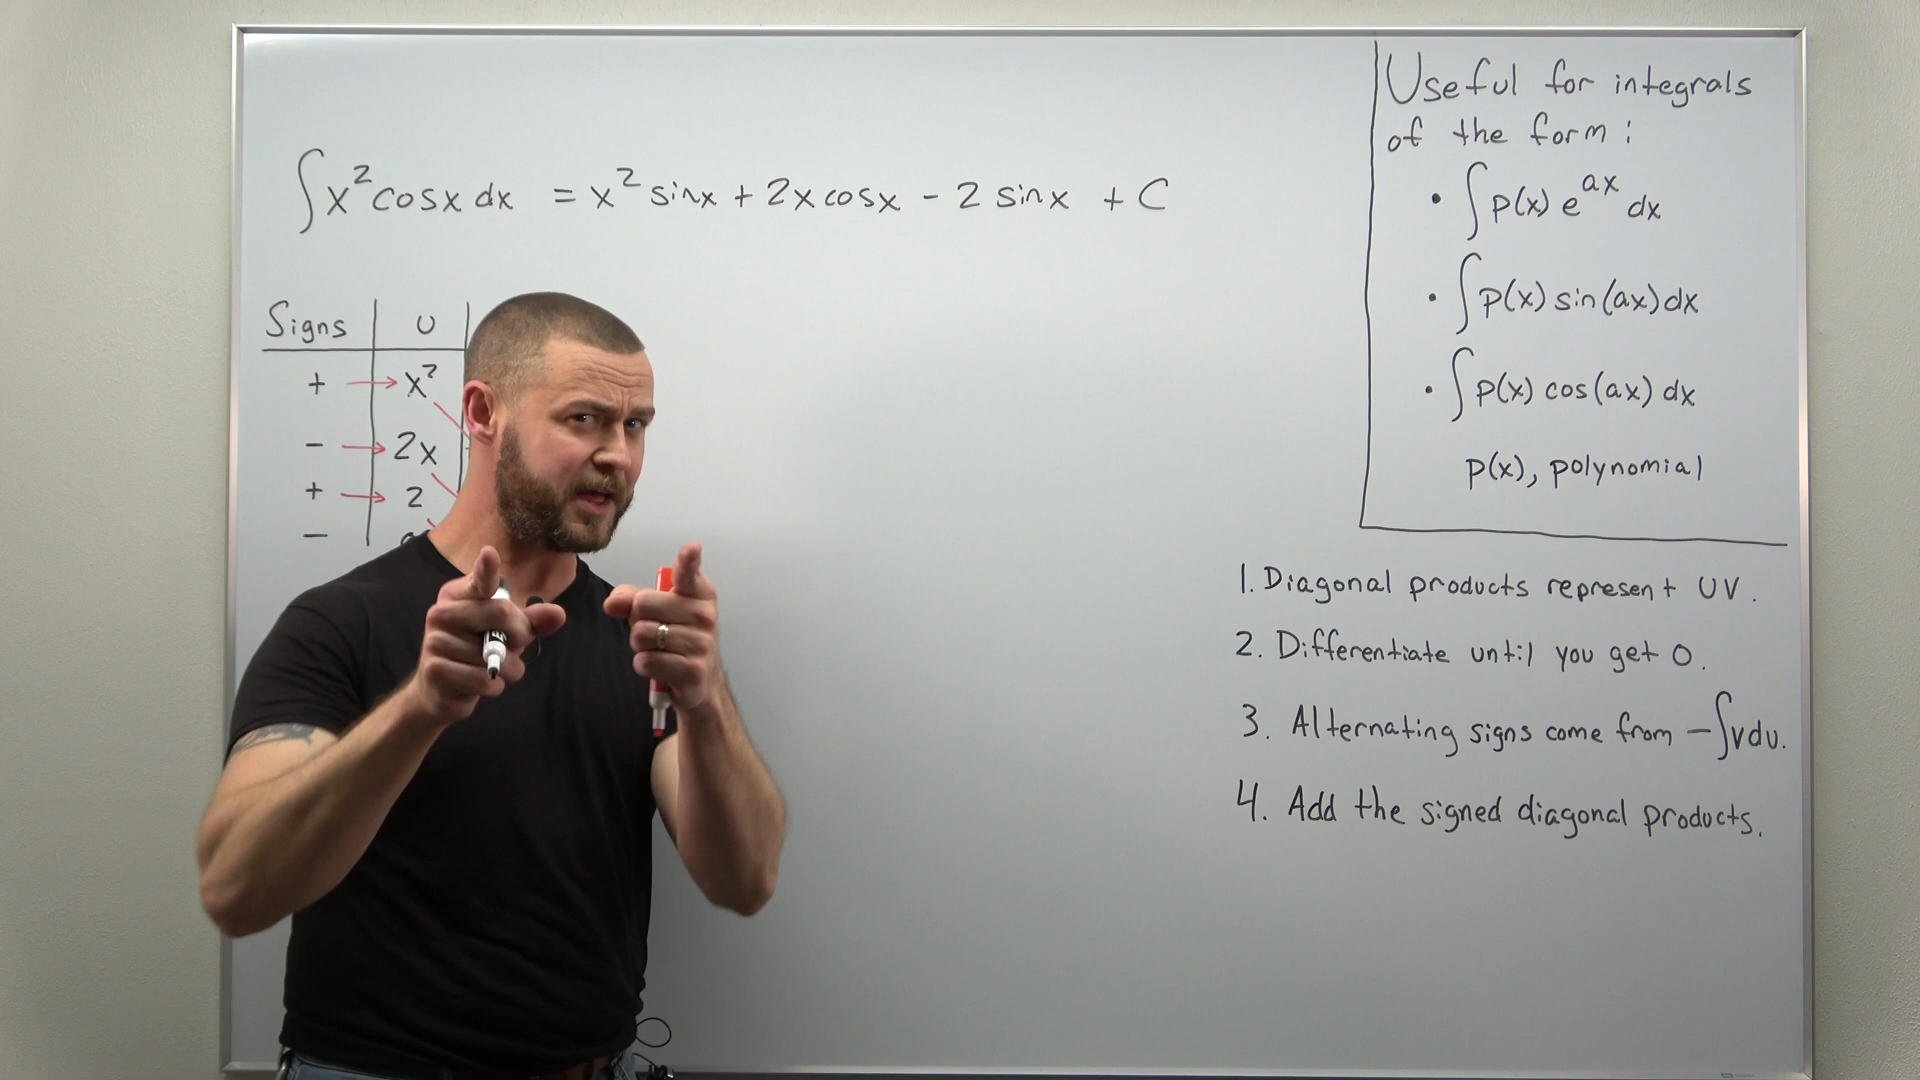 ∫x² cosx dx = x² sinx + 2x cosx - 2 sinx + C
Signs | U
+ → x²
- → 2x
+ → 2
-
Useful for integrals
of the form:
• ∫p(x) e^{ax} dx
• ∫p(x) sin(ax) dx
• ∫p(x) cos(ax) dx
p(x), polynomial
1. Diagonal products represent UV.
2. Differentiate until you get 0.
3. Alternating signs come from -∫vdu.
4. Add the signed diagonal products.